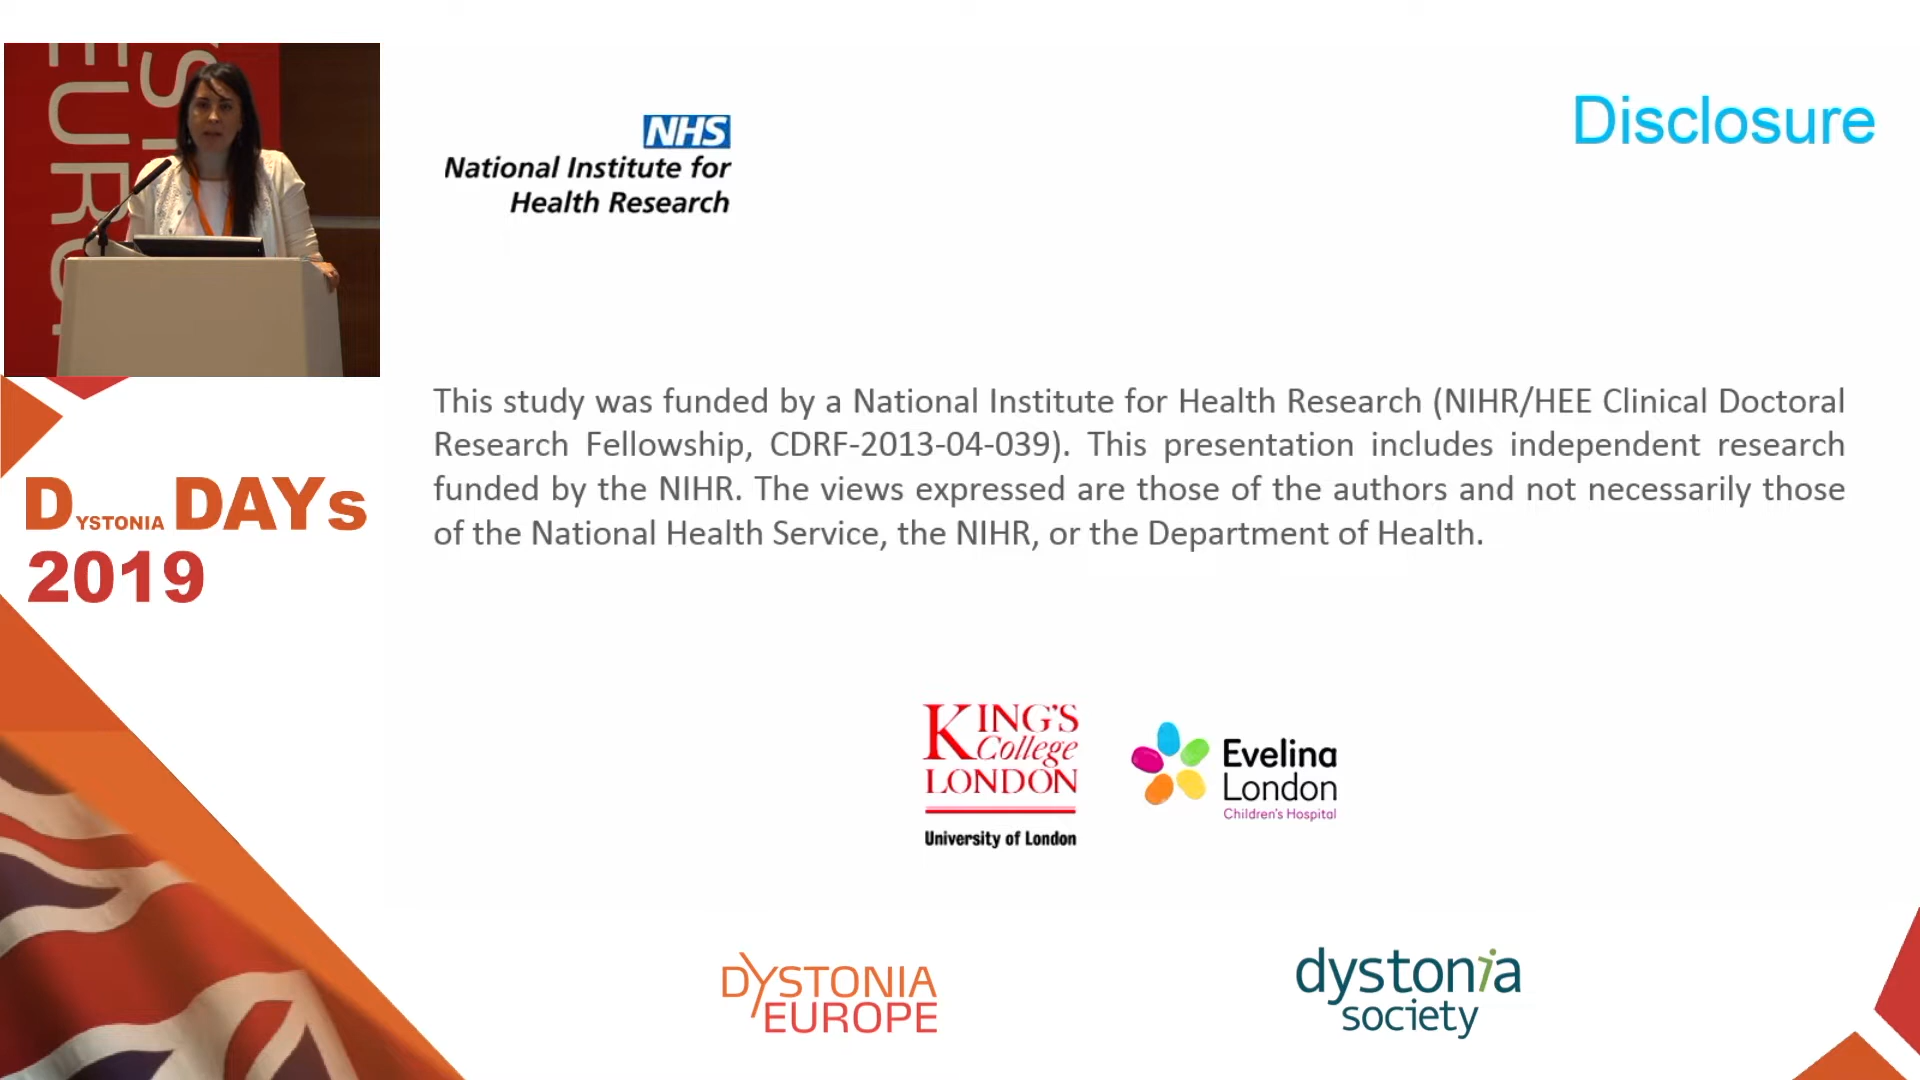 Disclosure
NHS
National Institute for
Health Research
This study was funded by a National Institute for Health Research (NIHR/HEE Clinical Doctoral
Research Fellowship, CDRF-2013-04-039). This presentation includes independent research
funded by the NIHR. The views expressed are those of the authors and not necessarily those
of the National Health Service, the NIHR, or the Department of Health.
DYSTONIA DAYs
2019
KING'S
College
LONDON
University of London
Evelina
London
Children's Hospital
DYSTONIA
EUROPE
dystonia
society